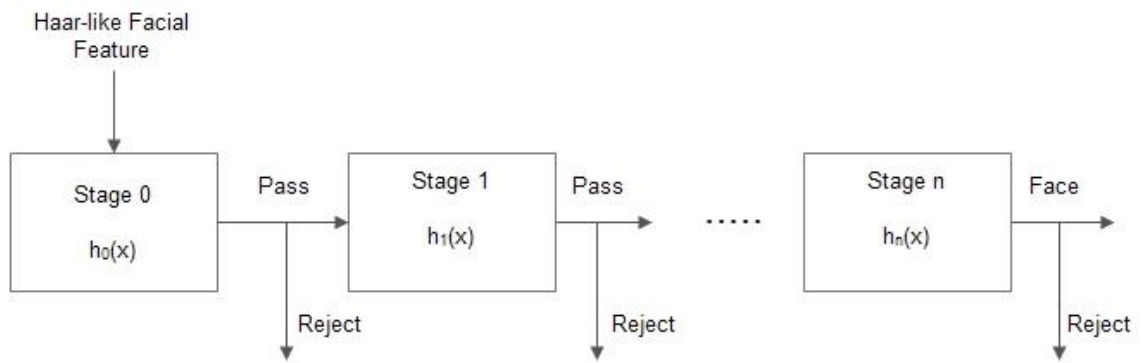 Haar-like Facial
Feature
Stage 0
h₀(x)
Pass
Reject
Stage 1
h₁(x)
Pass
Reject
.....
Stage n
hₙ(x)
Face
Reject